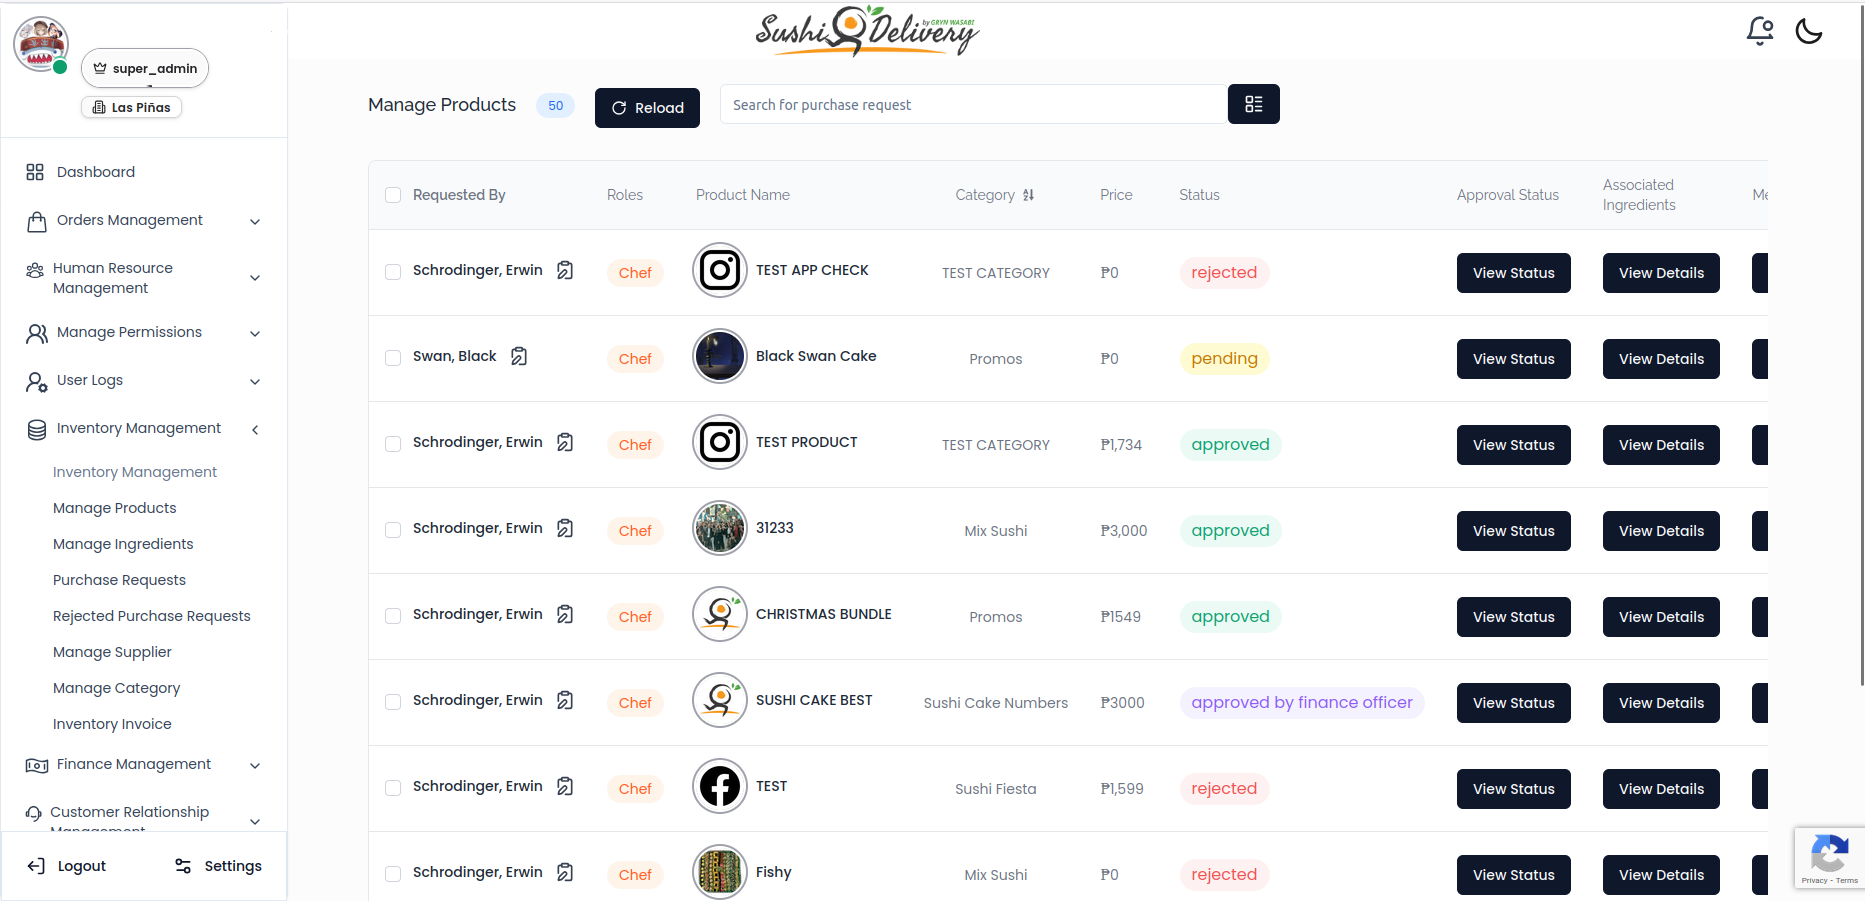 super_admin
Las Piñas
Dashboard
Orders Management
Human Resource
Management
Manage Permissions
User Logs
Inventory Management
Inventory Management
Manage Products
Manage Ingredients
Purchase Requests
Rejected Purchase Requests
Manage Supplier
Manage Category
Inventory Invoice
Finance Management
Customer Relationship
Management
Logout Settings
Sushi Delivery by GRYN WASABI
Manage Products 50 Reload Search for purchase request
Requested By Roles Product Name Category Price Status Approval Status Associated Ingredients Me
Schrodinger, Erwin Chef TEST APP CHECK TEST CATEGORY ₱0 rejected View Status View Details
Swan, Black Chef Black Swan Cake Promos ₱0 pending View Status View Details
Schrodinger, Erwin Chef TEST PRODUCT TEST CATEGORY ₱1,734 approved View Status View Details
Schrodinger, Erwin Chef 31233 Mix Sushi ₱3,000 approved View Status View Details
Schrodinger, Erwin Chef CHRISTMAS BUNDLE Promos ₱1549 approved View Status View Details
Schrodinger, Erwin Chef SUSHI CAKE BEST Sushi Cake Numbers ₱3000 approved by finance officer View Status View Details
Schrodinger, Erwin Chef TEST Sushi Fiesta ₱1,599 rejected View Status View Details
Schrodinger, Erwin Chef Fishy Mix Sushi ₱0 rejected View Status View Details
Privacy - Terms